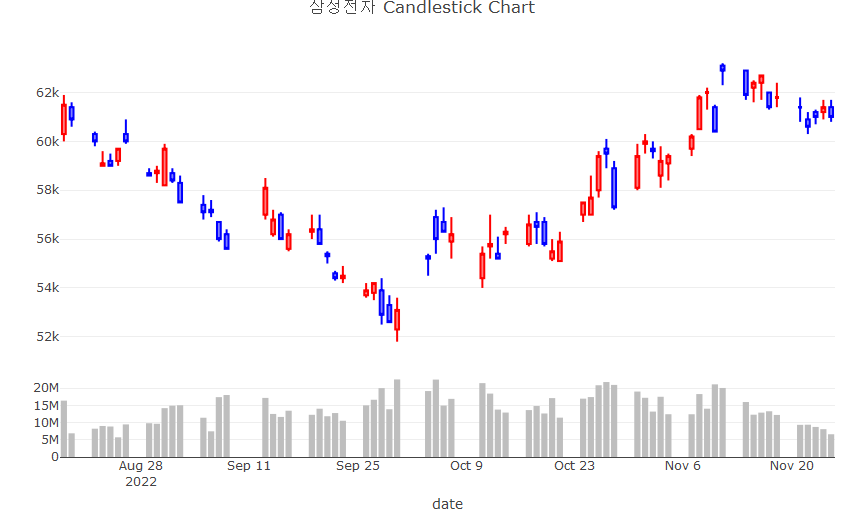 삼성전자 Candlestick Chart
62k
60k
58k
56k
54k
52k
20M
15M
10M
5M
0
Aug 28 Sep 11 Sep 25 Oct 9 Oct 23 Nov 6 Nov 20
2022
date